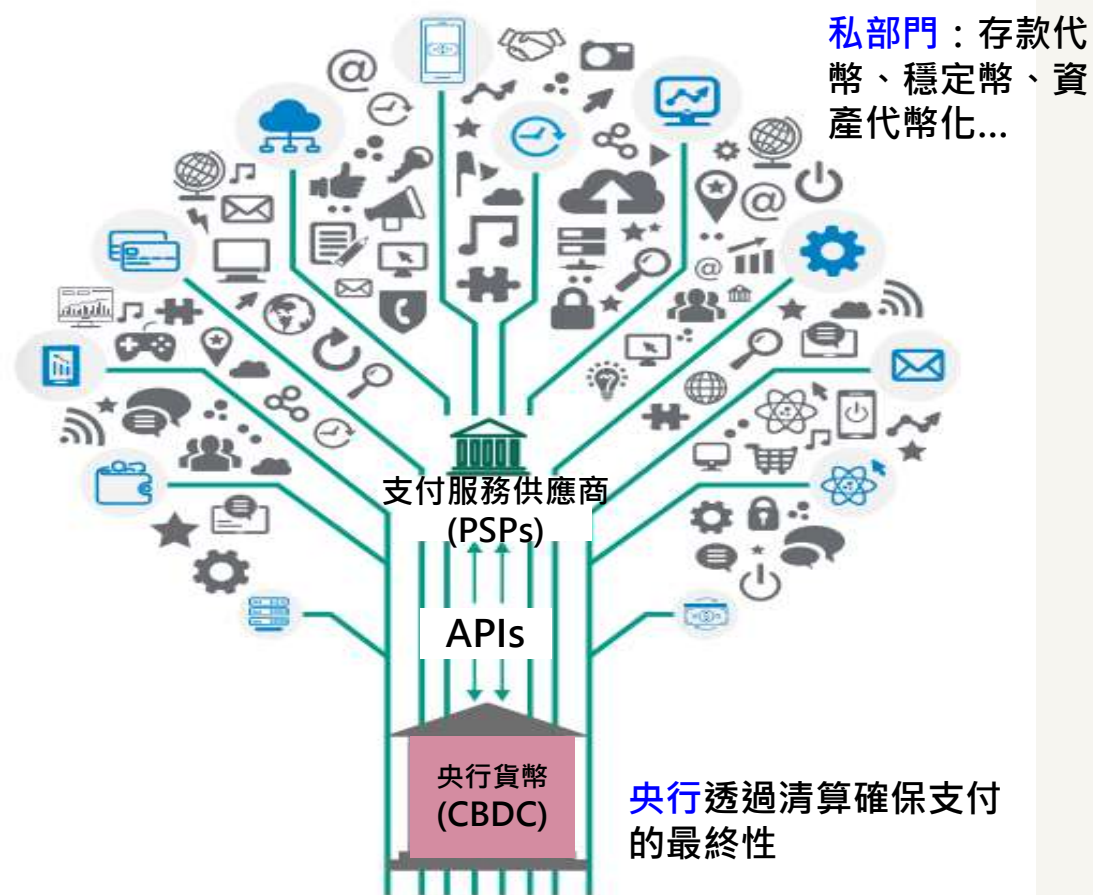 私部門：存款代
幣、穩定幣、資
產代幣化...
支付服務供應商
(PSPs)
APIs
央行貨幣
(CBDC)
央行透過清算確保支付
的最終性